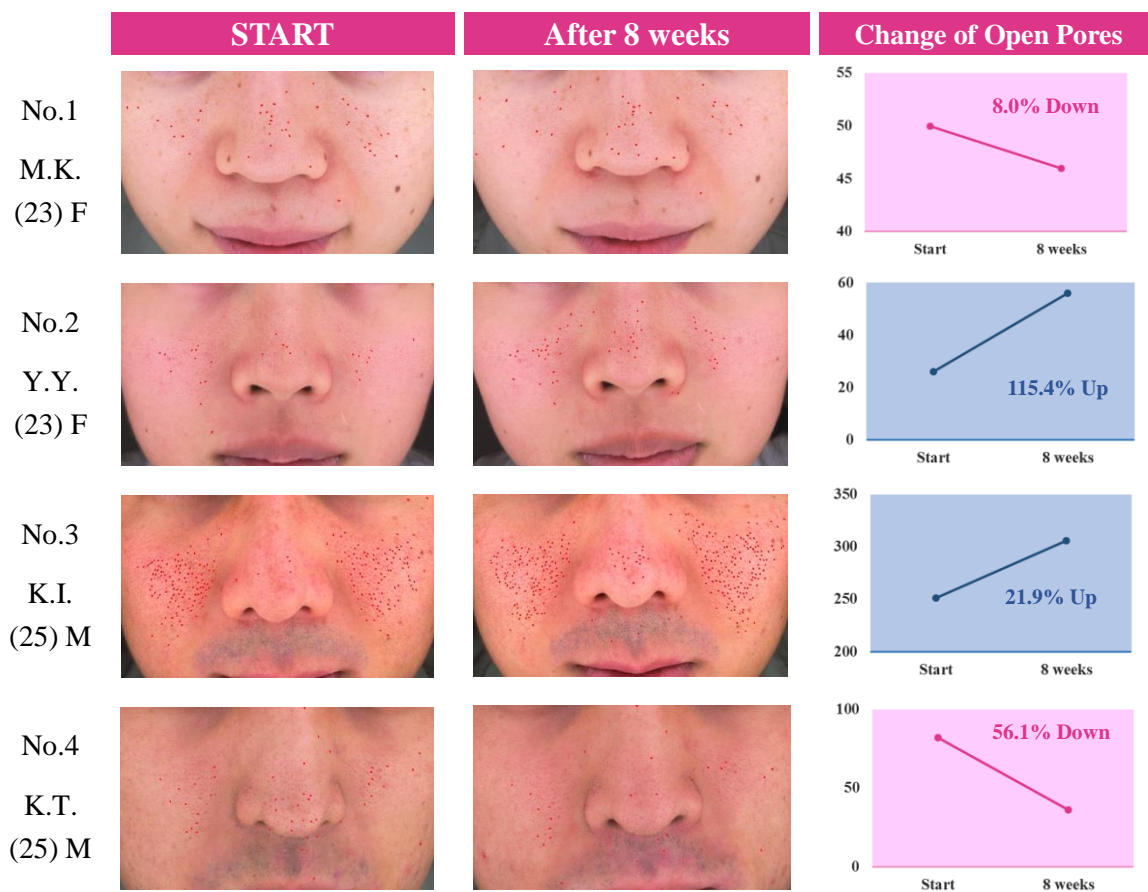 START
After 8 weeks
Change of Open Pores
No.1
M.K.
(23) F
55
50
45
40
8.0% Down
Start
8 weeks
No.2
Y.Y.
(23) F
60
40
20
0
115.4% Up
Start
8 weeks
No.3
K.I.
(25) M
350
300
250
200
21.9% Up
Start
8 weeks
No.4
K.T.
(25) M
100
50
0
56.1% Down
Start
8 weeks